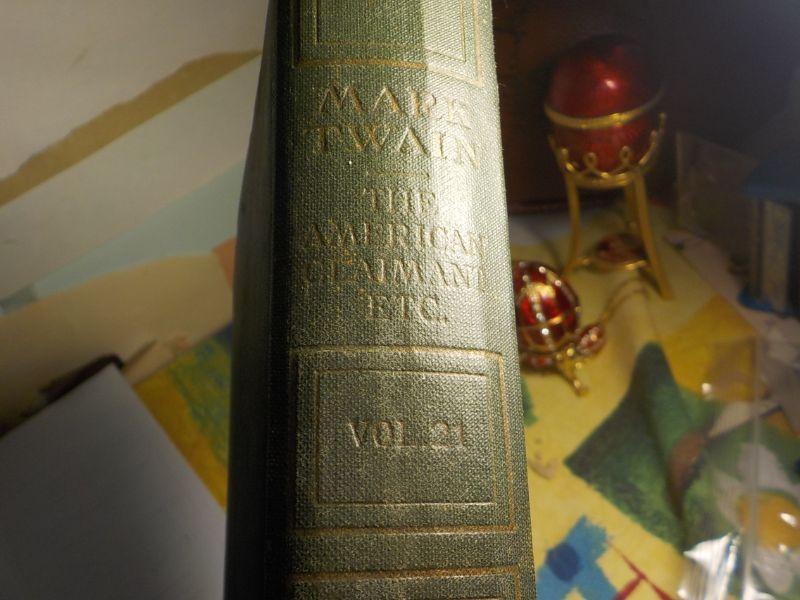 MARK
TWAIN
THE
AMERICAN
CLAIMANT
ETC.
VOL. 21